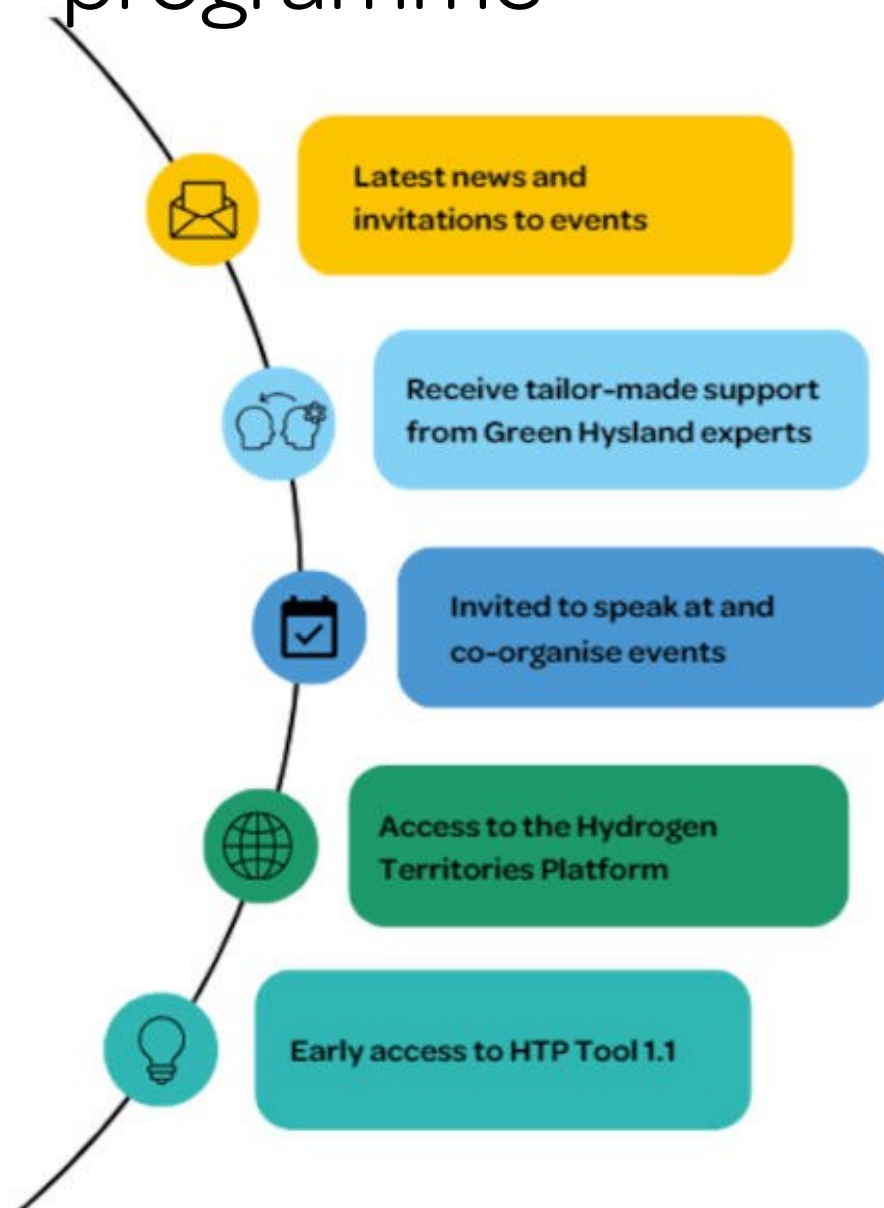 programme
Latest news and
invitations to events
Receive tailor-made support
from Green Hysland experts
Invited to speak at and
co-organise events
Access to the Hydrogen
Territories Platform
Early access to HTP Tool 1.1